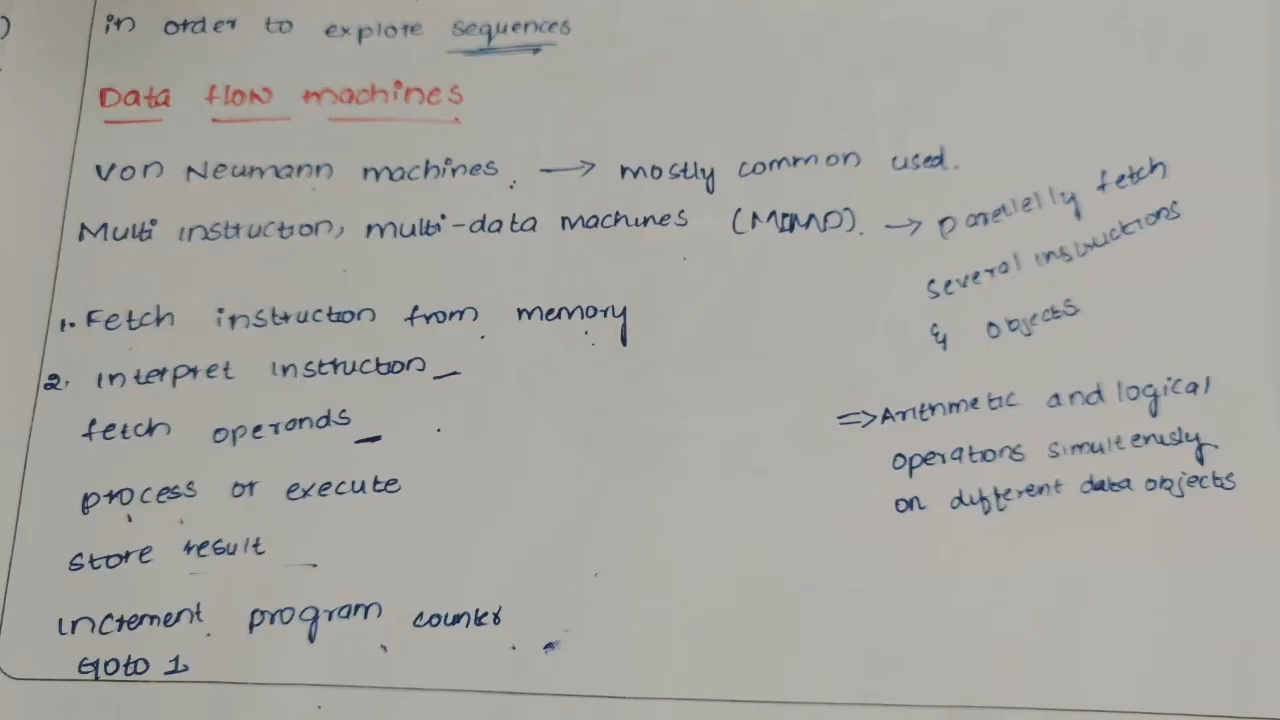 )
in order to explore sequences
Data flow machines
Von Neumann machines. → mostly common used.
Multi instruction, multi-data machines (MIMD). → parellelly fetch
several instructions
& objects
1. Fetch instruction from memory
2. Interpret instruction
fetch operands
process or execute
store result
increment program counter
Goto 1
=> Arithmetic and logical
operations simultenusly
on different data objects